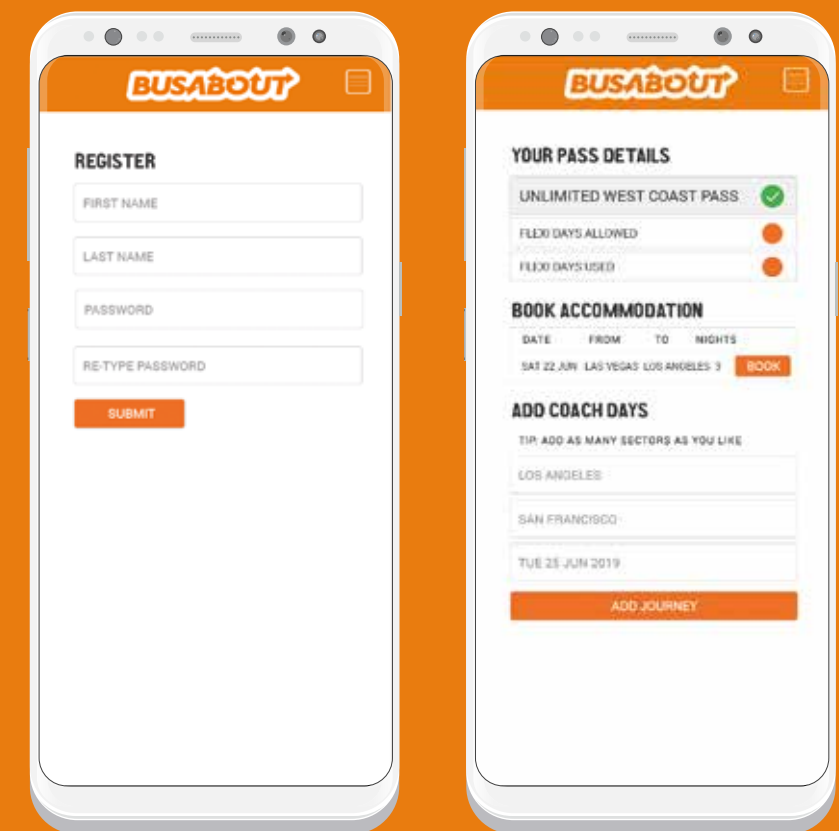 BUSABOUT
REGISTER
FIRST NAME
LAST NAME
PASSWORD
RE-TYPE PASSWORD
SUBMIT
BUSABOUT
YOUR PASS DETAILS
UNLIMITED WEST COAST PASS
FLEXI DAYS ALLOWED
FLEXI DAYS USED
BOOK ACCOMMODATION
DATE FROM TO NIGHTS
SAT 22 JUN LAS VEGAS LOS ANGELES 3 BOOK
ADD COACH DAYS
TIP: ADD AS MANY SECTORS AS YOU LIKE
LOS ANGELES
SAN FRANCISCO
TUE 25 JUN 2019
ADD JOURNEY